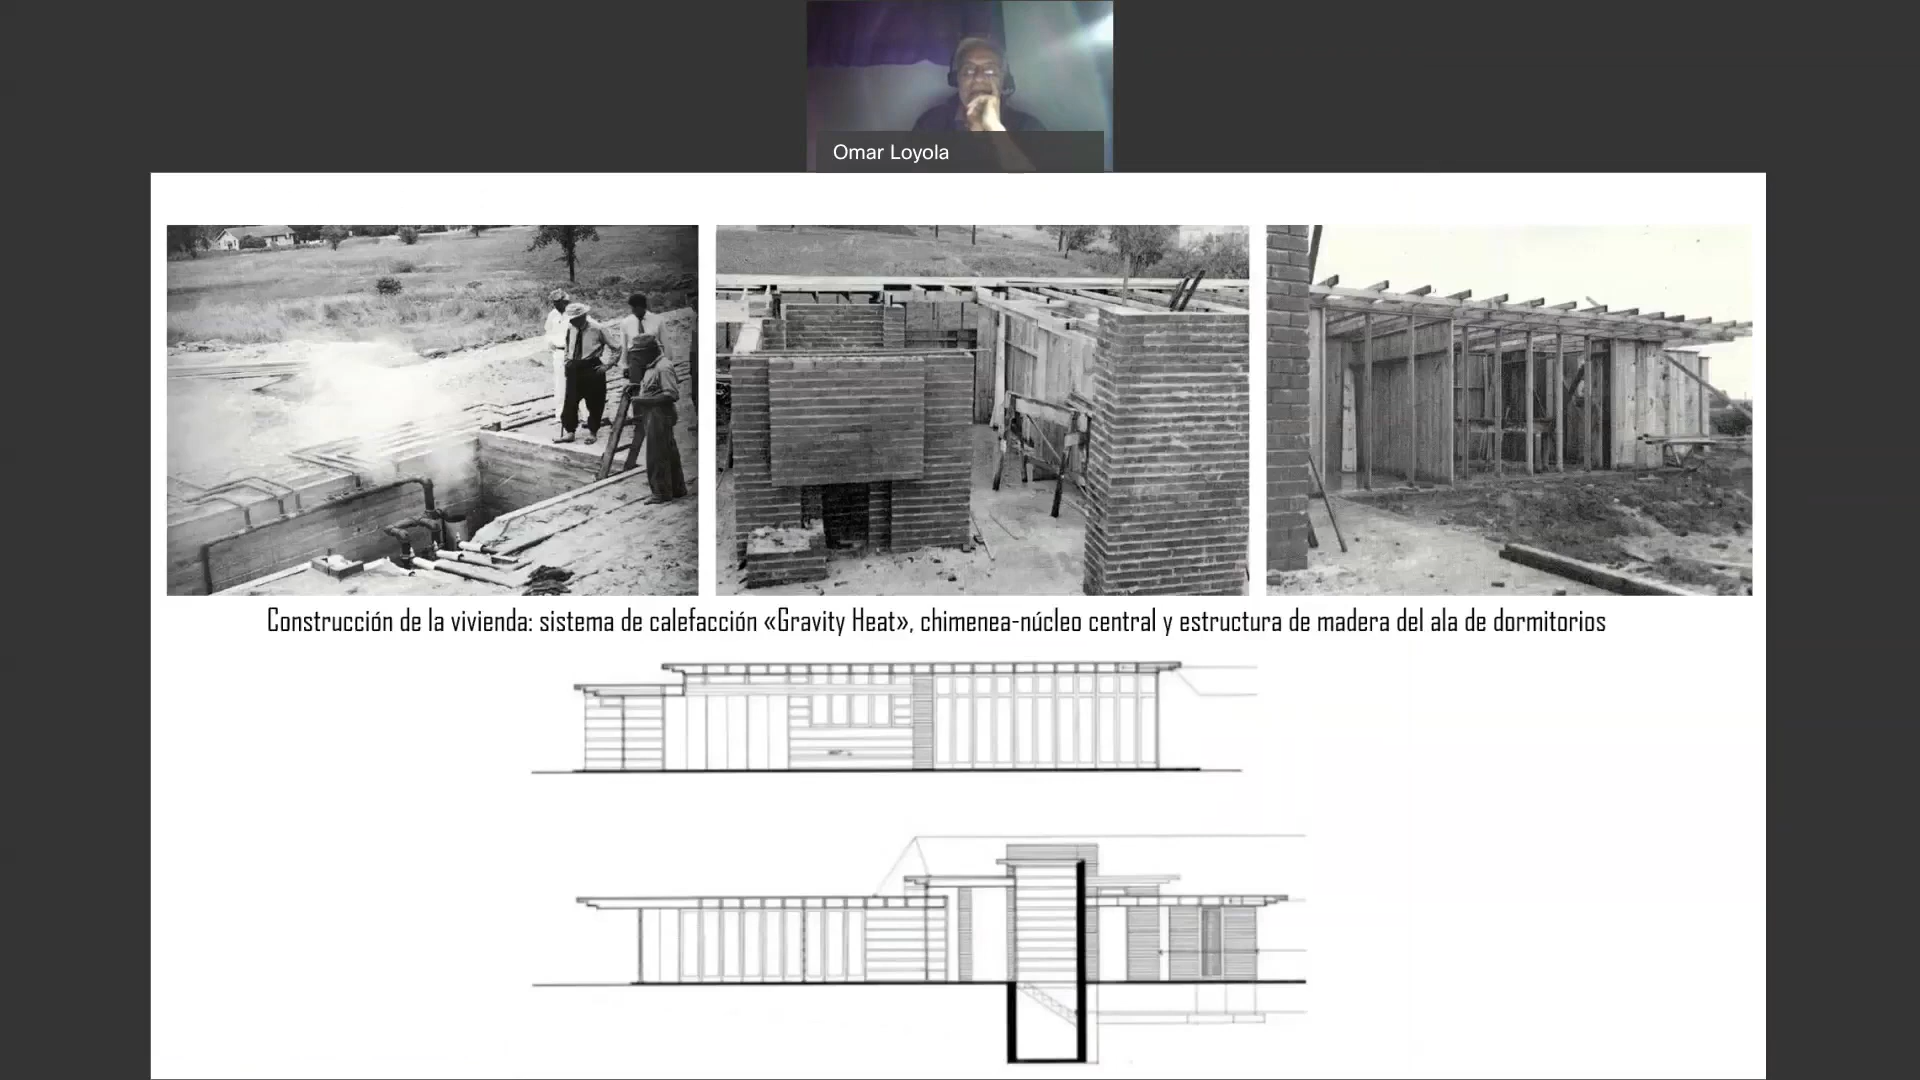 Omar Loyola
Construcción de la vivienda: sistema de calefacción «Gravity Heat», chimenea-núcleo central y estructura de madera del ala de dormitorios